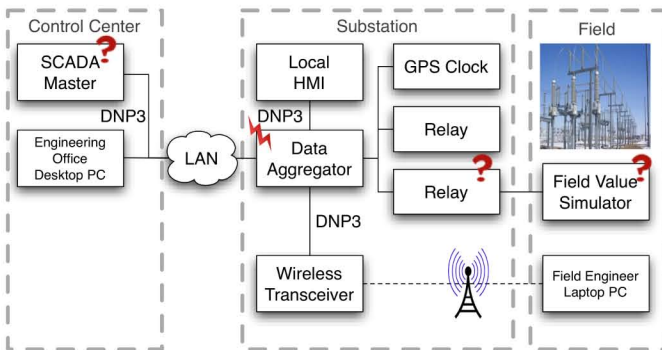 Control Center
SCADA
Master
?
DNP3
Engineering
Office
Desktop PC
LAN
Substation
Local
HMI
DNP3
Data
Aggregator
DNP3
Wireless
Transceiver
GPS Clock
Relay
Relay
?
Field
Field Value
Simulator
?
Field Engineer
Laptop PC